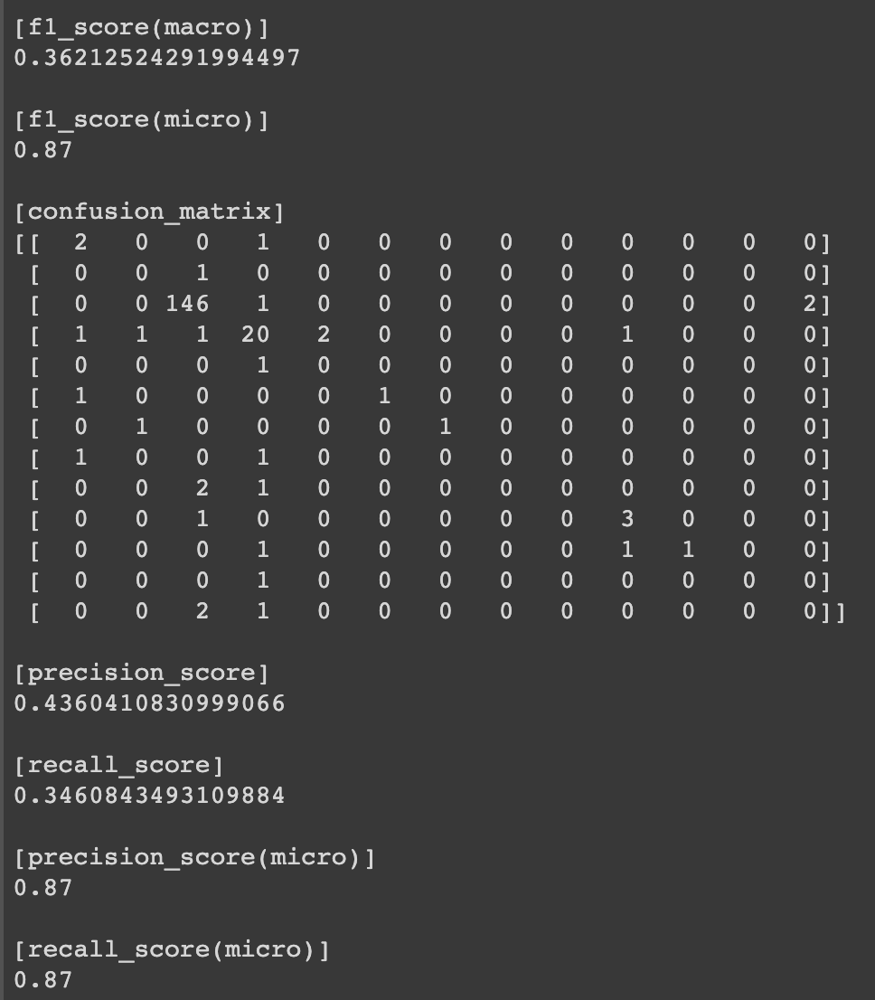 [f1_score(macro)]
0.36212524291994497
[f1_score(micro)]
0.87
[confusion_matrix]
[[  2   0   0   1   0   0   0   0   0   0   0   0   0]
 [  0   0   1   0   0   0   0   0   0   0   0   0   0]
 [  0   0 146   1   0   0   0   0   0   0   0   0   2]
 [  1   1   1  20   2   0   0   0   0   1   0   0   0]
 [  0   0   0   1   0   0   0   0   0   0   0   0   0]
 [  1   0   0   0   0   1   0   0   0   0   0   0   0]
 [  0   1   0   0   0   0   1   0   0   0   0   0   0]
 [  1   0   0   1   0   0   0   0   0   0   0   0   0]
 [  0   0   2   1   0   0   0   0   0   0   0   0   0]
 [  0   0   1   0   0   0   0   0   0   3   0   0   0]
 [  0   0   0   1   0   0   0   0   0   1   1   0   0]
 [  0   0   0   1   0   0   0   0   0   0   0   0   0]
 [  0   0   2   1   0   0   0   0   0   0   0   0   0]]
[precision_score]
0.4360410830999066
[recall_score]
0.3460843493109884
[precision_score(micro)]
0.87
[recall_score(micro)]
0.87